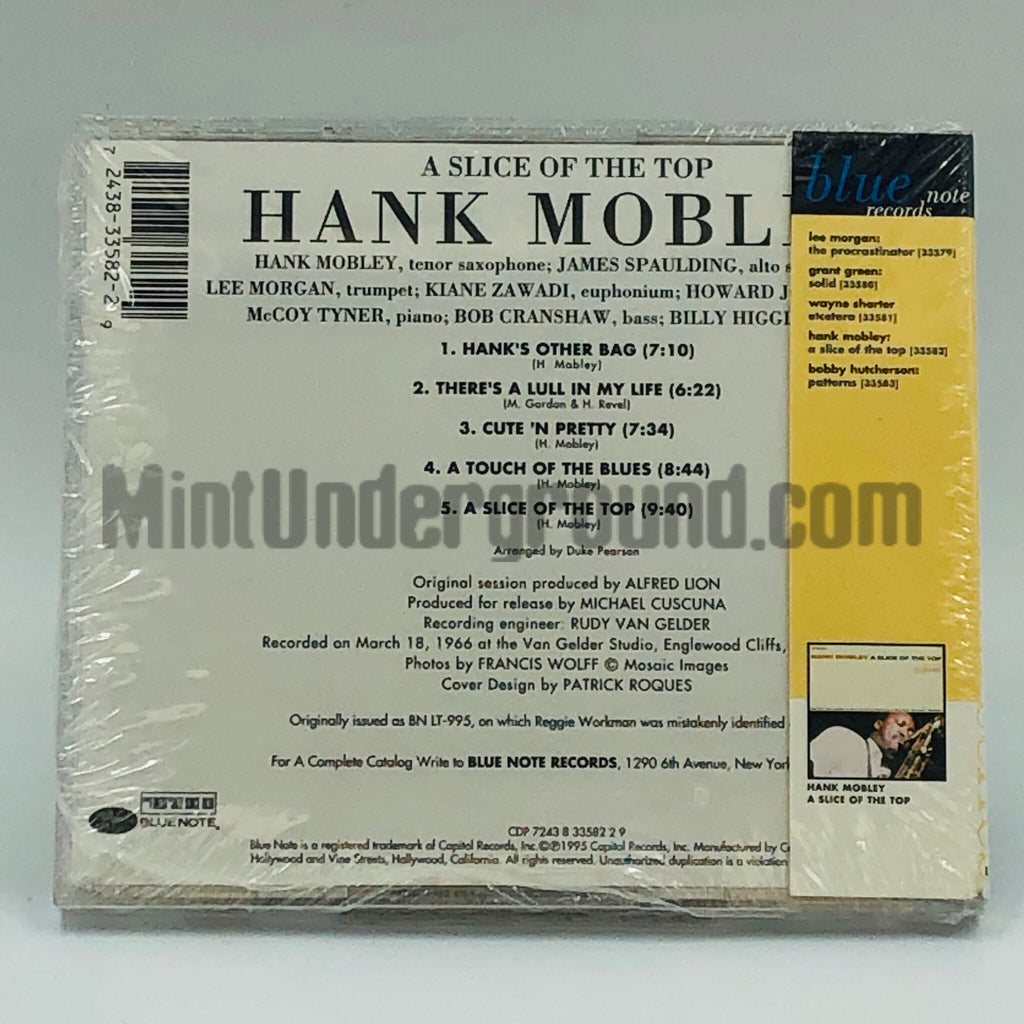 7 2438-33582-2 9
A SLICE OF THE TOP
HANK MOBL
HANK MOBLEY, tenor saxophone; JAMES SPAULDING, alto s
LEE MORGAN, trumpet; KIANE ZAWADI, euphonium; HOWARD J
McCOY TYNER, piano; BOB CRANSHAW, bass; BILLY HIGGI
1. HANK'S OTHER BAG (7:10)
(H. Mobley)
2. THERE'S A LULL IN MY LIFE (6:22)
(M. Gordon & H. Revel)
3. CUTE 'N PRETTY (7:34)
(H. Mobley)
4. A TOUCH OF THE BLUES (8:44)
(H. Mobley)
5. A SLICE OF THE TOP (9:40)
(H. Mobley)
Arranged by Duke Pearson
MintUnderground.com
Original session produced by ALFRED LION
Produced for release by MICHAEL CUSCUNA
Recording engineer: RUDY VAN GELDER
Recorded on March 18, 1966 at the Van Gelder Studio, Englewood Cliffs,
Photos by FRANCIS WOLFF © Mosaic Images
Cover Design by PATRICK ROQUES
Originally issued as BN LT-995, on which Reggie Workman was mistakenly identified
For A Complete Catalog Write to BLUE NOTE RECORDS, 1290 6th Avenue, New York
BLUE NOTE
CDP 7243 8 33582 2 9
Blue Note is a registered trademark of Capitol Records, Inc. ©℗1995 Capitol Records, Inc. Manufactured by C
Hollywood and Vine Streets, Hollywood, California. All rights reserved. Unauthorized duplication is a violation
blue note
records
lee morgan:
the procrastinator [33579]
grant green:
solid [33580]
wayne shorter
etcetera [33581]
hank mobley:
a slice of the top [33582]
bobby hutcherson:
patterns [33583]
HANK MOBLEY A SLICE OF THE TOP
HANK MOBLEY
A SLICE OF THE TOP